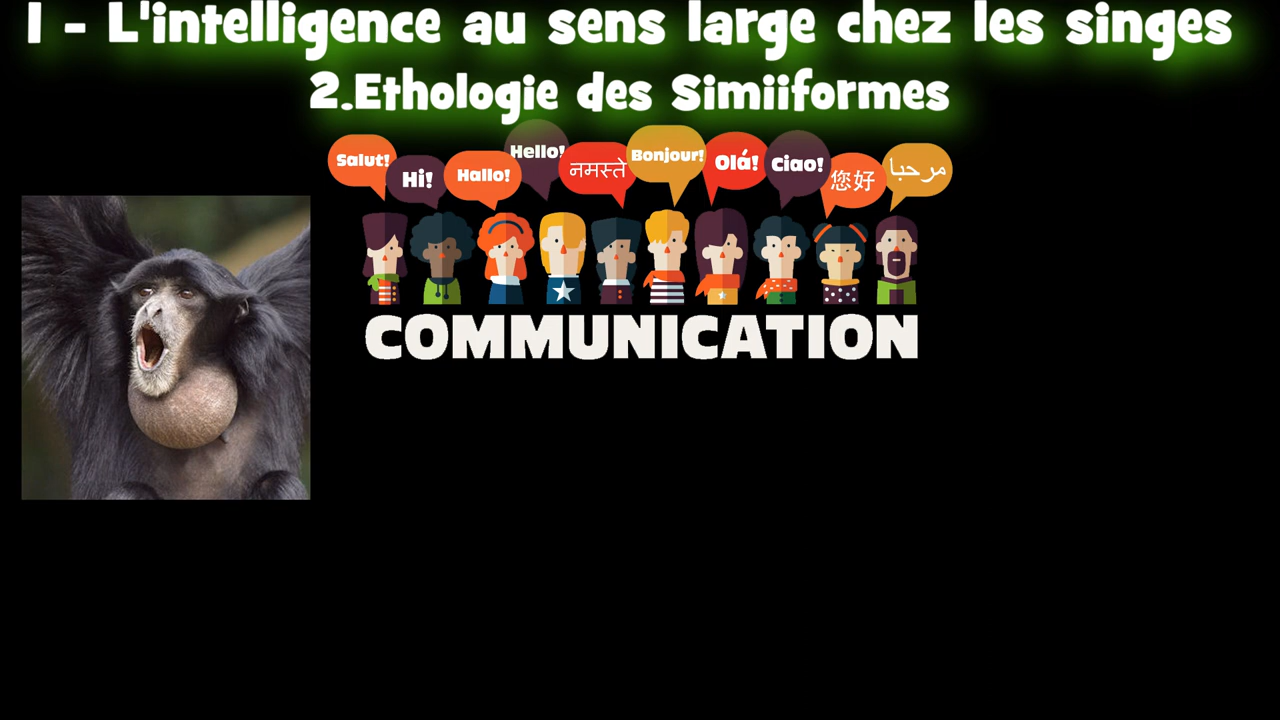 I - L'intelligence au sens large chez les singes
2.Ethologie des Simiiformes
Salut!
Hi!
Hallo!
Hello!
नमस्ते
Bonjour!
Olá!
Ciao!
您好
مرحبا
COMMUNICATION